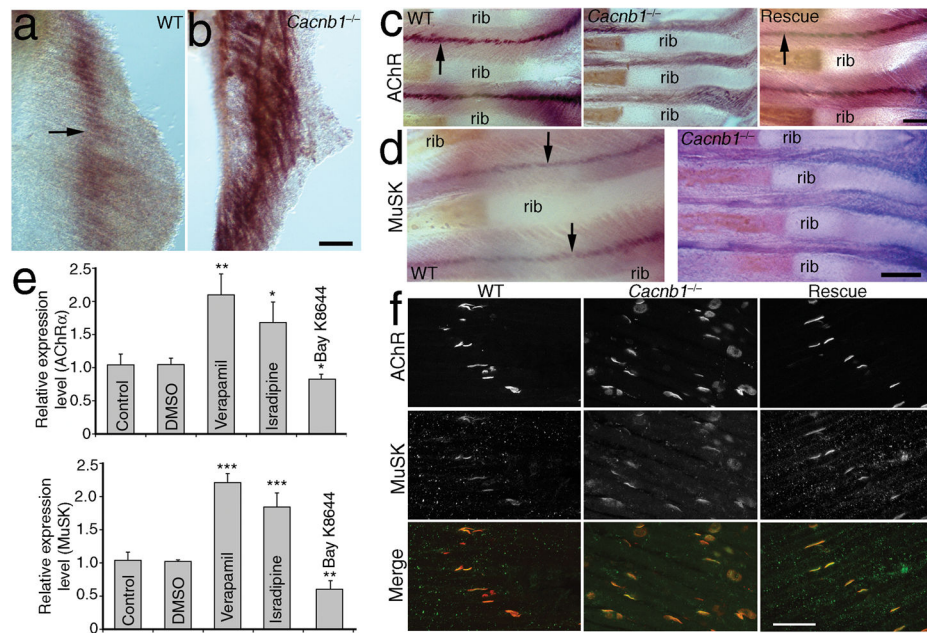 a WT
b Cacnb1–/–
c WT Cacnb1–/– Rescue
AChR
rib rib rib
rib rib rib
rib rib rib
d MuSK
rib
rib
WT rib
Cacnb1–/– rib
rib
rib
rib
e
Relative expression
level (AChRα)
2.5
2.0
1.5
1.0
0.5
0
Control
DMSO
Verapamil
Isradipine
Bay K8644
**
*
*
Relative expression
level (MuSK)
2.5
2.0
1.5
1.0
0.5
0
Control
DMSO
Verapamil
Isradipine
Bay K8644
***
***
**
f WT Cacnb1–/– Rescue
AChR
MuSK
Merge